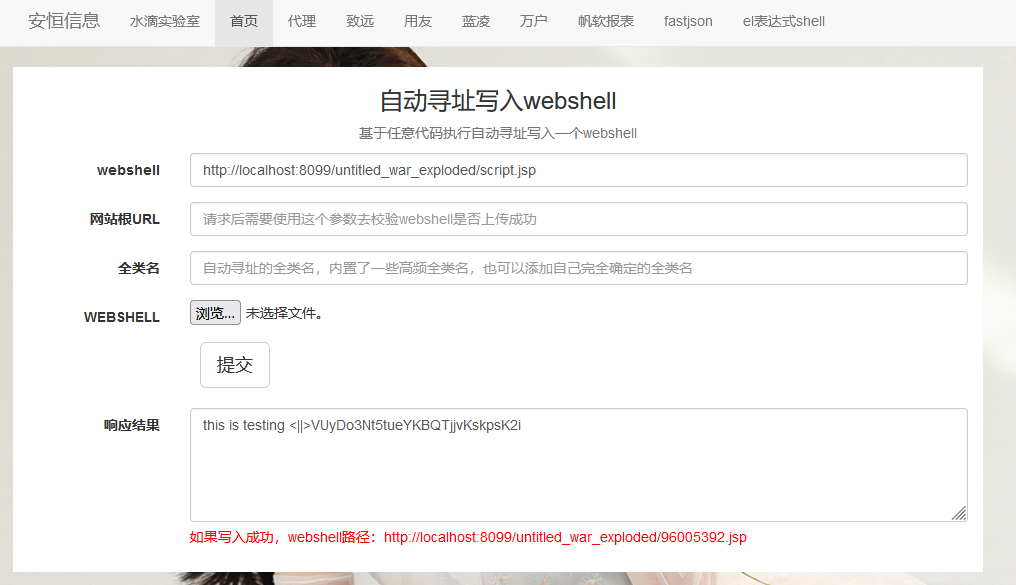 安恒信息 水滴实验室 首页 代理 致远 用友 蓝凌 万户 帆软报表 fastjson el表达式shell
自动寻址写入webshell
基于任意代码执行自动寻址写入一个webshell
webshell http://localhost:8099/untitled_war_exploded/script.jsp
网站根URL 请求后需要使用这个参数去校验webshell是否上传成功
全类名 自动寻址的全类名，内置了一些高频全类名，也可以添加自己完全确定的全类名
WEBSHELL 浏览... 未选择文件。
提交
响应结果 this is testing <||>VUyDo3Nt5tueYKBQTjjvKskpsK2i
如果写入成功，webshell路径：http://localhost:8099/untitled_war_exploded/96005392.jsp